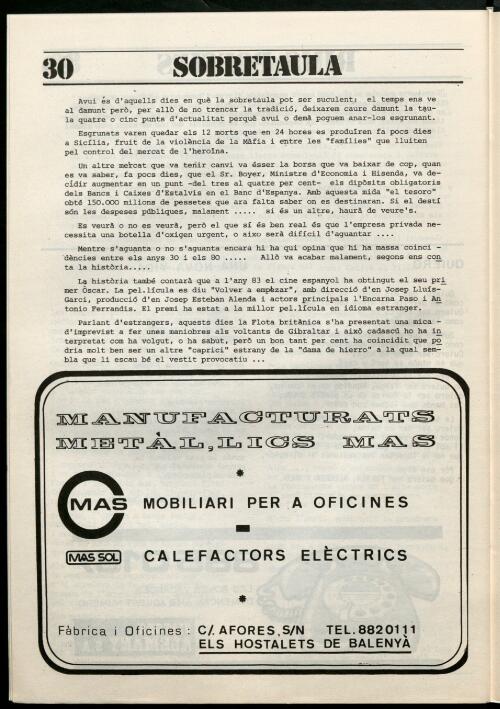 30 SOBRETAULA
Avui és d'aquells dies en què la sobretaula pot ser suculent; el temps ens ve
al damunt però, per allò de no trencar la tradició, deixarem caure damunt la tau-
la quatre o cinc punts d'actualitat perquè avui o demà poguem anar-los esgrunant.
Esgrunats varen quedar els 12 morts que en 24 hores es produïren fa pocs dies
a Sicília, fruit de la violència de la Màfia i entre les "famílies" que lluiten
pel control del mercat de l'heroïna.
Un altre mercat que va tenir canvi va ésser la borsa que va baixar de cop, quan
es va saber, fa pocs dies, que el Sr. Boyer, Ministre d'Economia i Hisenda, va de-
cidir augmentar en un punt -del tres al quatre per cent- els dipòsits obligatoris
dels Bancs i Caixes d'Estalvis en el Banc d'Espanya. Amb aquesta mida "el tesoro"
obté 150.000 milions de pessetes que ara falta saber on es destinaran. Si el destí
són les despeses públiques, malament ..... si és un altre, haurà de veure's.
Es veurà o no es veurà, però el que sí és ben real és que l'empresa privada ne-
cessita una botella d'oxigen urgent, o aixo serà difícil d'aguantar ....
Mentre s'aguanta o no s'aguanta encara hi ha qui opina que hi ha massa coinci -
dències entre els anys 30 i els 80 ..... Allò va acabar malament, segons ens con
ta la història.....
La història també contarà que a l'any 83 el cine espanyol ha obtingut el seu pri
mer Òscar. La pel.lícula es diu "Volver a empezar", amb direcció d'en Josep Lluís-
Garci, producció d'en Josep Esteban Alenda i actors principals l'Encarna Paso i An
tonio Ferrandis. El premi ha estat a la millor pel.lícula en idioma estranger.
Parlant d'estrangers, aquests dies la Flota britànica s'ha presentat una mica -
d'imprevist a fer unes maniobres als voltants de Gibraltar i això cadascú ho ha in
terpretat com ha volgut, o ha sabut, però un bon tant per cent ha coincidit que po
dria molt ben ser un altre "caprici" estrany de la "dama de hierro" a la qual sem-
bla que li escau bé el vestit provocatiu ...
MANUFACTURATS
METÀL,LICS MAS
MAS MOBILIARI PER A OFICINES
MAS SOL CALEFACTORS ELÈCTRICS
Fàbrica i Oficines : C/. AFORES, S/N TEL. 8820111
ELS HOSTALETS DE BALENYÀ